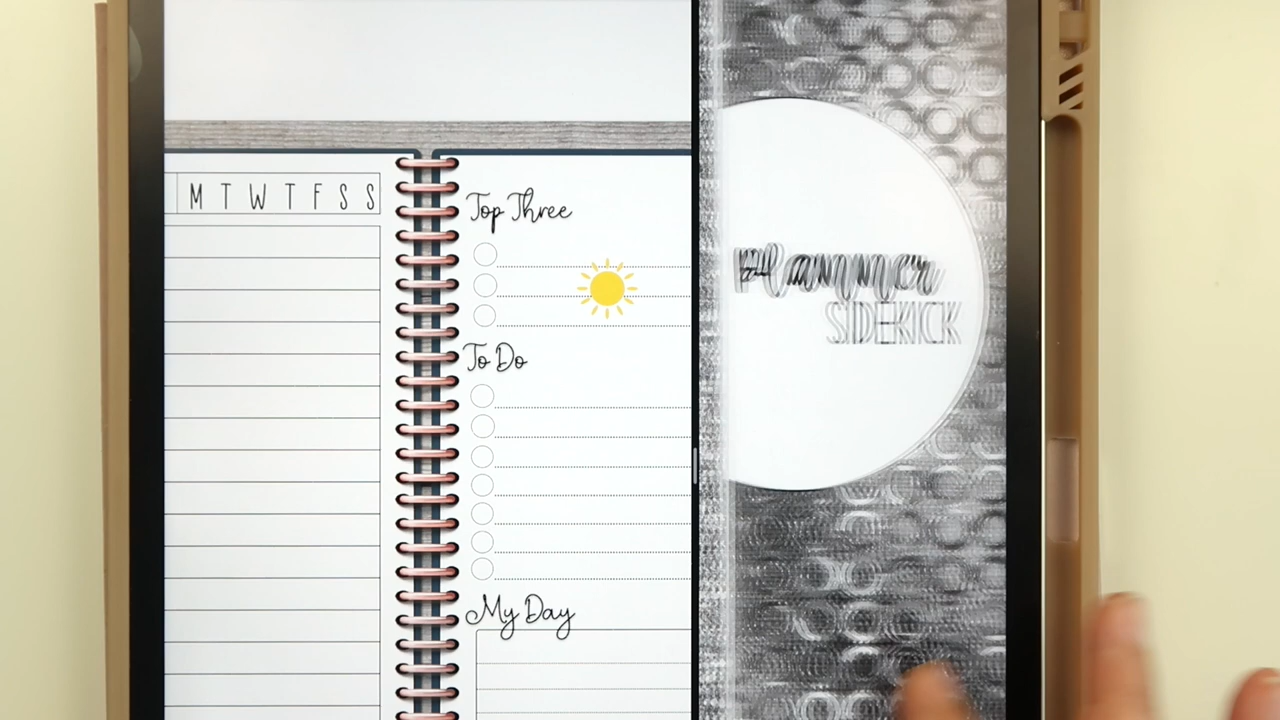 M T W T F S S
Top Three
To Do
My Day
planner
SIDEKICK